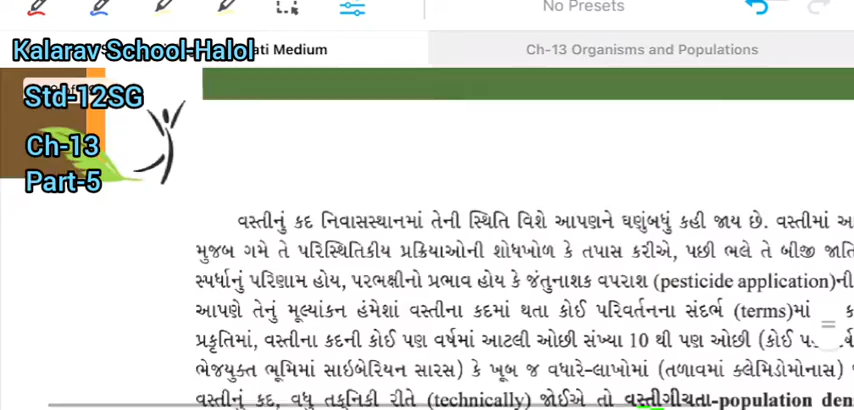 No Presets
Kalarav School-Halol
ati Medium
Ch-13 Organisms and Populations
Std-12SG
Ch-13
Part-5
વસ્તીનું કદ નિવાસસ્થાનમાં તેની સ્થિતિ વિશે આપણને ઘણુંબધું કહી જાય છે. વસ્તીમાં
મુજબ ગમે તે પરિસ્થિતિકીય પ્રક્રિયાઓની શોધખોળ કે તપાસ કરીએ, પછી ભલે તે બીજી જાતિ
સ્પર્ધાનું પરિણામ હોય, પરભક્ષીનો પ્રભાવ હોય કે જંતુનાશક વપરાશ (pesticide application)ની
આપણે તેનું મૂલ્યાંકન હંમેશાં વસ્તીના કદમાં થતા કોઈ પરિવર્તનના સંદર્ભ (terms)માં
પ્રકૃતિમાં, વસ્તીના કદની કોઈ પણ વર્ષમાં આટલી ઓછી સંખ્યા 10 થી પણ ઓછી (કોઈ
ભેજયુક્ત ભૂમિમાં સાઇબેરિયન સારસ) કે ખૂબ જ વધારે-લાખોમાં (તળાવમાં ક્લેમિડોમોનાસ)
વસ્તીનું કદ, વધુ તકનિકી રીતે (technically) જોઈએ તો વસ્તીગીચતા-population den